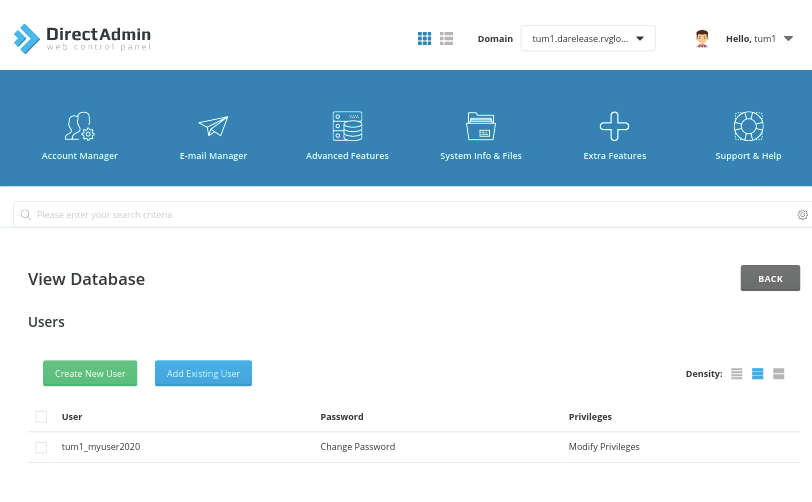 DirectAdmin
web control panel
Domain
tum1.darelease.rvglo...
Hello, tum1
Account Manager
E-mail Manager
Advanced Features
System Info & Files
Extra Features
Support & Help
Please enter your search criteria
View Database
BACK
Users
Create New User
Add Existing User
Density:
User Password Privileges
tum1_myuser2020 Change Password Modify Privileges